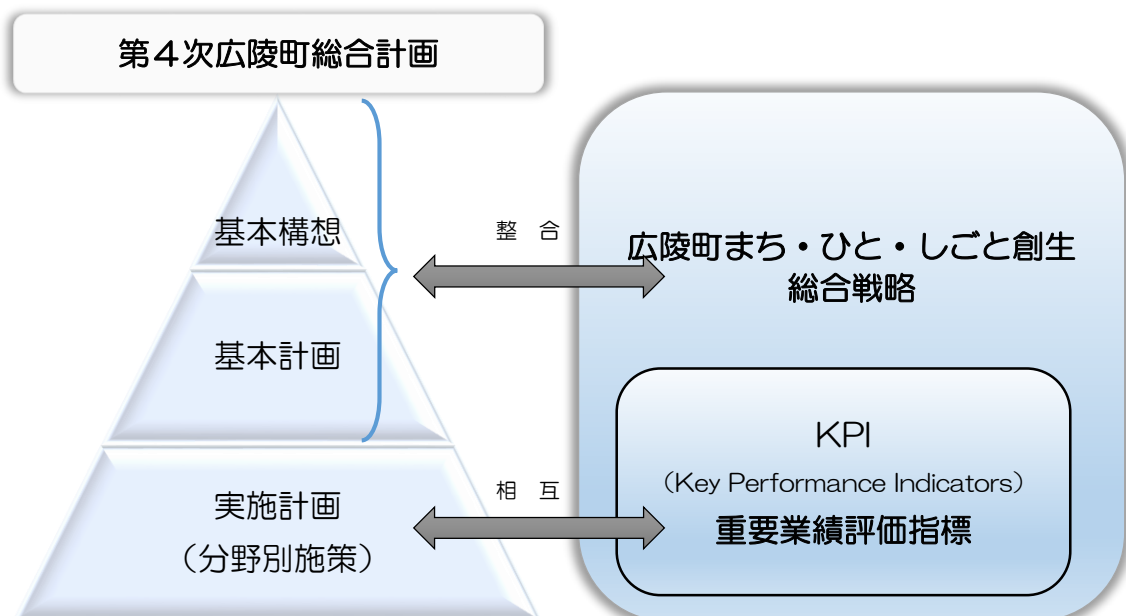 第４次広陵町総合計画
基本構想
基本計画
実施計画
（分野別施策）
整　合
相　互
広陵町まち・ひと・しごと創生
総合戦略
KPI
（Key Performance Indicators）
重要業績評価指標